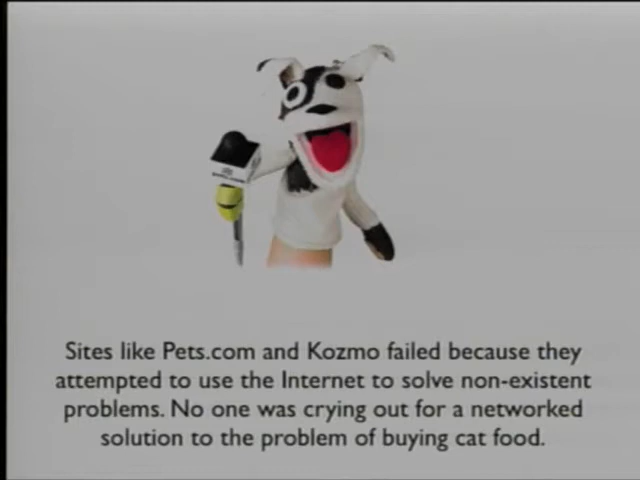 Sites like Pets.com and Kozmo failed because they
attempted to use the Internet to solve non-existent
problems. No one was crying out for a networked
solution to the problem of buying cat food.